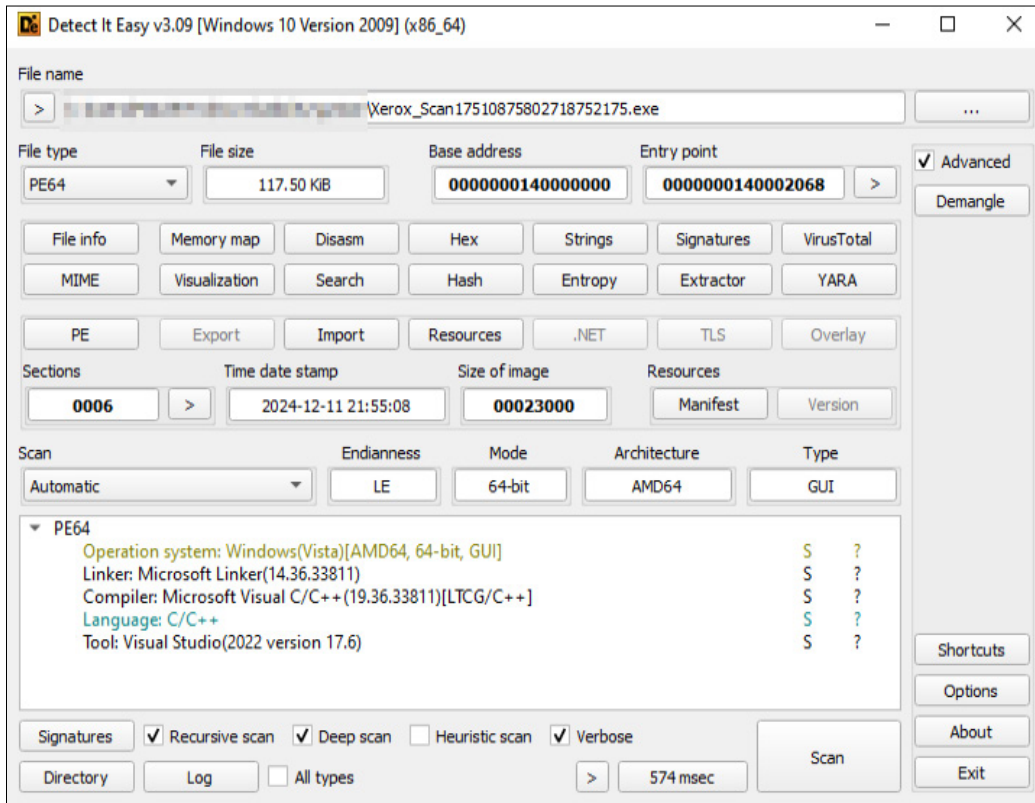 Detect It Easy v3.09 [Windows 10 Version 2009] (x86_64)
File name
> \Xerox_Scan17510875802718752175.exe ...
File type File size Base address Entry point
PE64 117.50 KiB 0000000140000000 0000000140002068 >
Advanced
Demangle
File info Memory map Disasm Hex Strings Signatures VirusTotal
MIME Visualization Search Hash Entropy Extractor YARA
PE Export Import Resources .NET TLS Overlay
Sections Time date stamp Size of image Resources
0006 > 2024-12-11 21:55:08 00023000 Manifest Version
Scan Endianness Mode Architecture Type
Automatic LE 64-bit AMD64 GUI
PE64
Operation system: Windows(Vista)[AMD64, 64-bit, GUI] S ?
Linker: Microsoft Linker(14.36.33811) S ?
Compiler: Microsoft Visual C/C++(19.36.33811)[LTCG/C++] S ?
Language: C/C++ S ?
Tool: Visual Studio(2022 version 17.6) S ?
Shortcuts
Options
Signatures Recursive scan Deep scan Heuristic scan Verbose
About
Scan
Directory Log All types > 574 msec
Exit